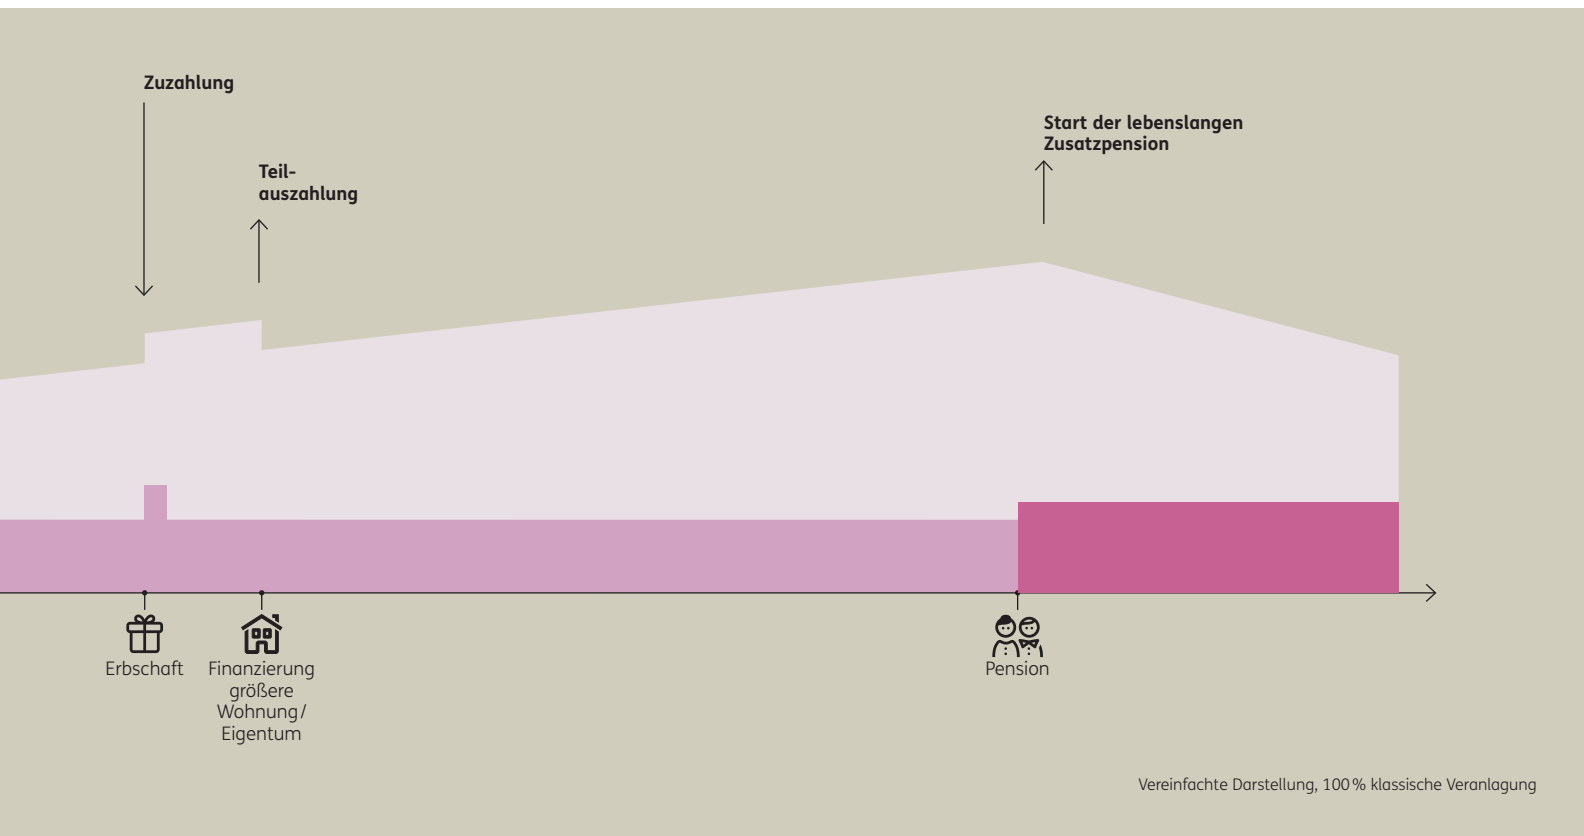 Zuzahlung
Teil-
auszahlung
Start der lebenslangen
Zusatzpension
Erbschaft
Finanzierung
größere
Wohnung/
Eigentum
Pension
Vereinfachte Darstellung, 100 % klassische Veranlagung